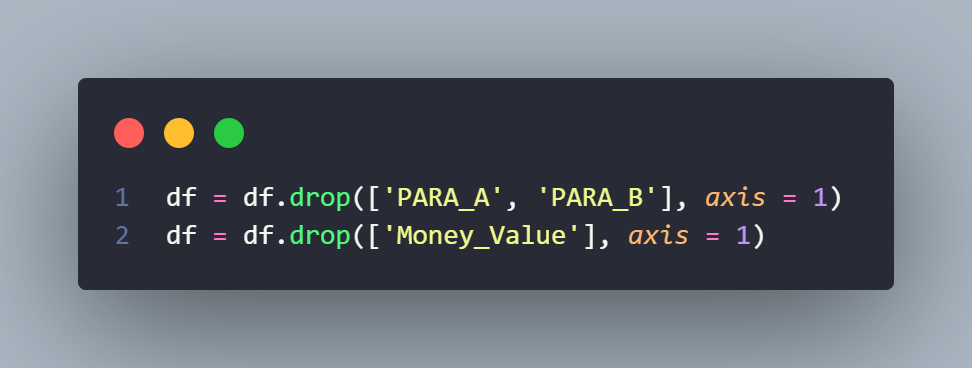 1 df = df.drop(['PARA_A', 'PARA_B'], axis = 1)
2 df = df.drop(['Money_Value'], axis = 1)